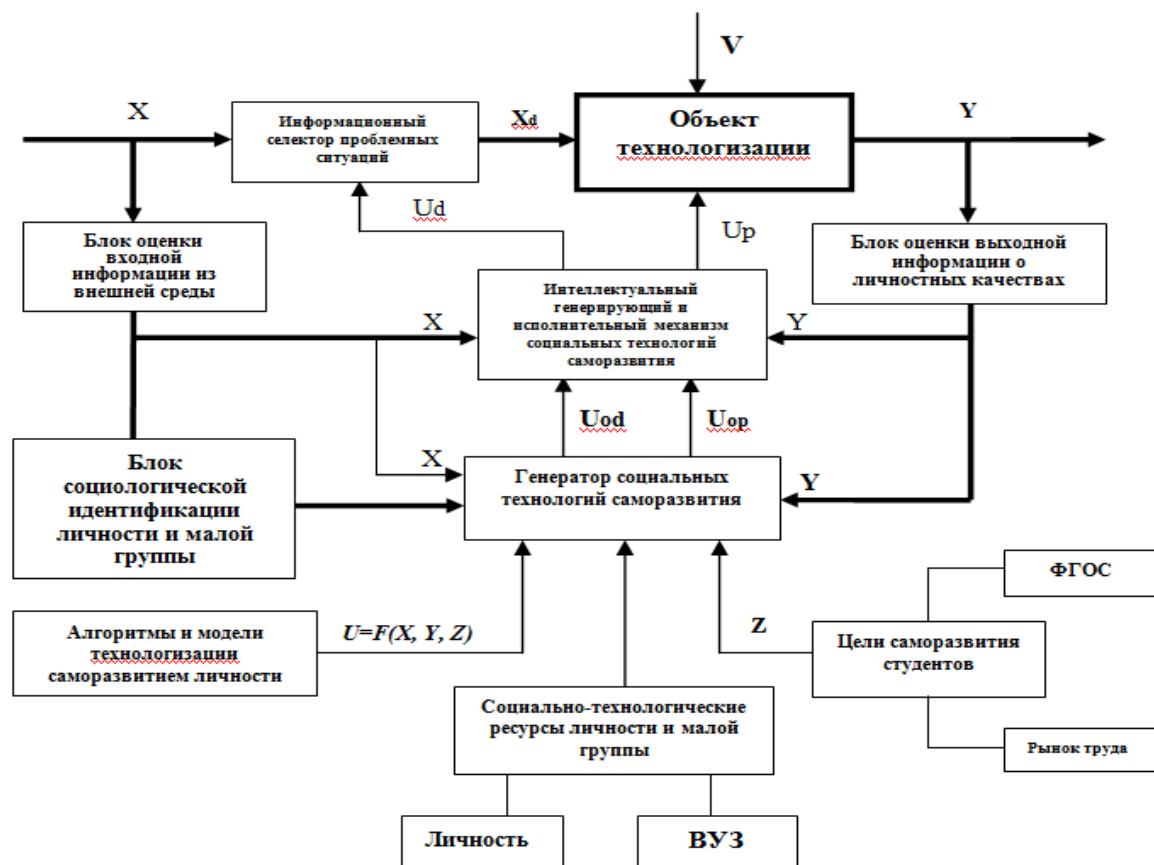 V
X
Информационный
селектор проблемных
ситуаций
Xd
Объект
технологизации
Y
Ud
Up
Блок оценки
входной
информации из
внешней среды
Блок оценки выходной
информации о
личностных качествах
Интеллектуальный
генерирующий и
исполнительный механизм
социальных технологий
саморазвития
X
Y
Uod
Uop
Блок
социологической
идентификации
личности и малой
группы
X
Генератор социальных
технологий саморазвития
Y
ФГОС
Алгоритмы и модели
технологизации
саморазвитием личности
U=F(X, Y, Z)
Z
Цели саморазвития
студентов
Социально-технологические
ресурсы личности и малой
группы
Рынок труда
Личность
ВУЗ